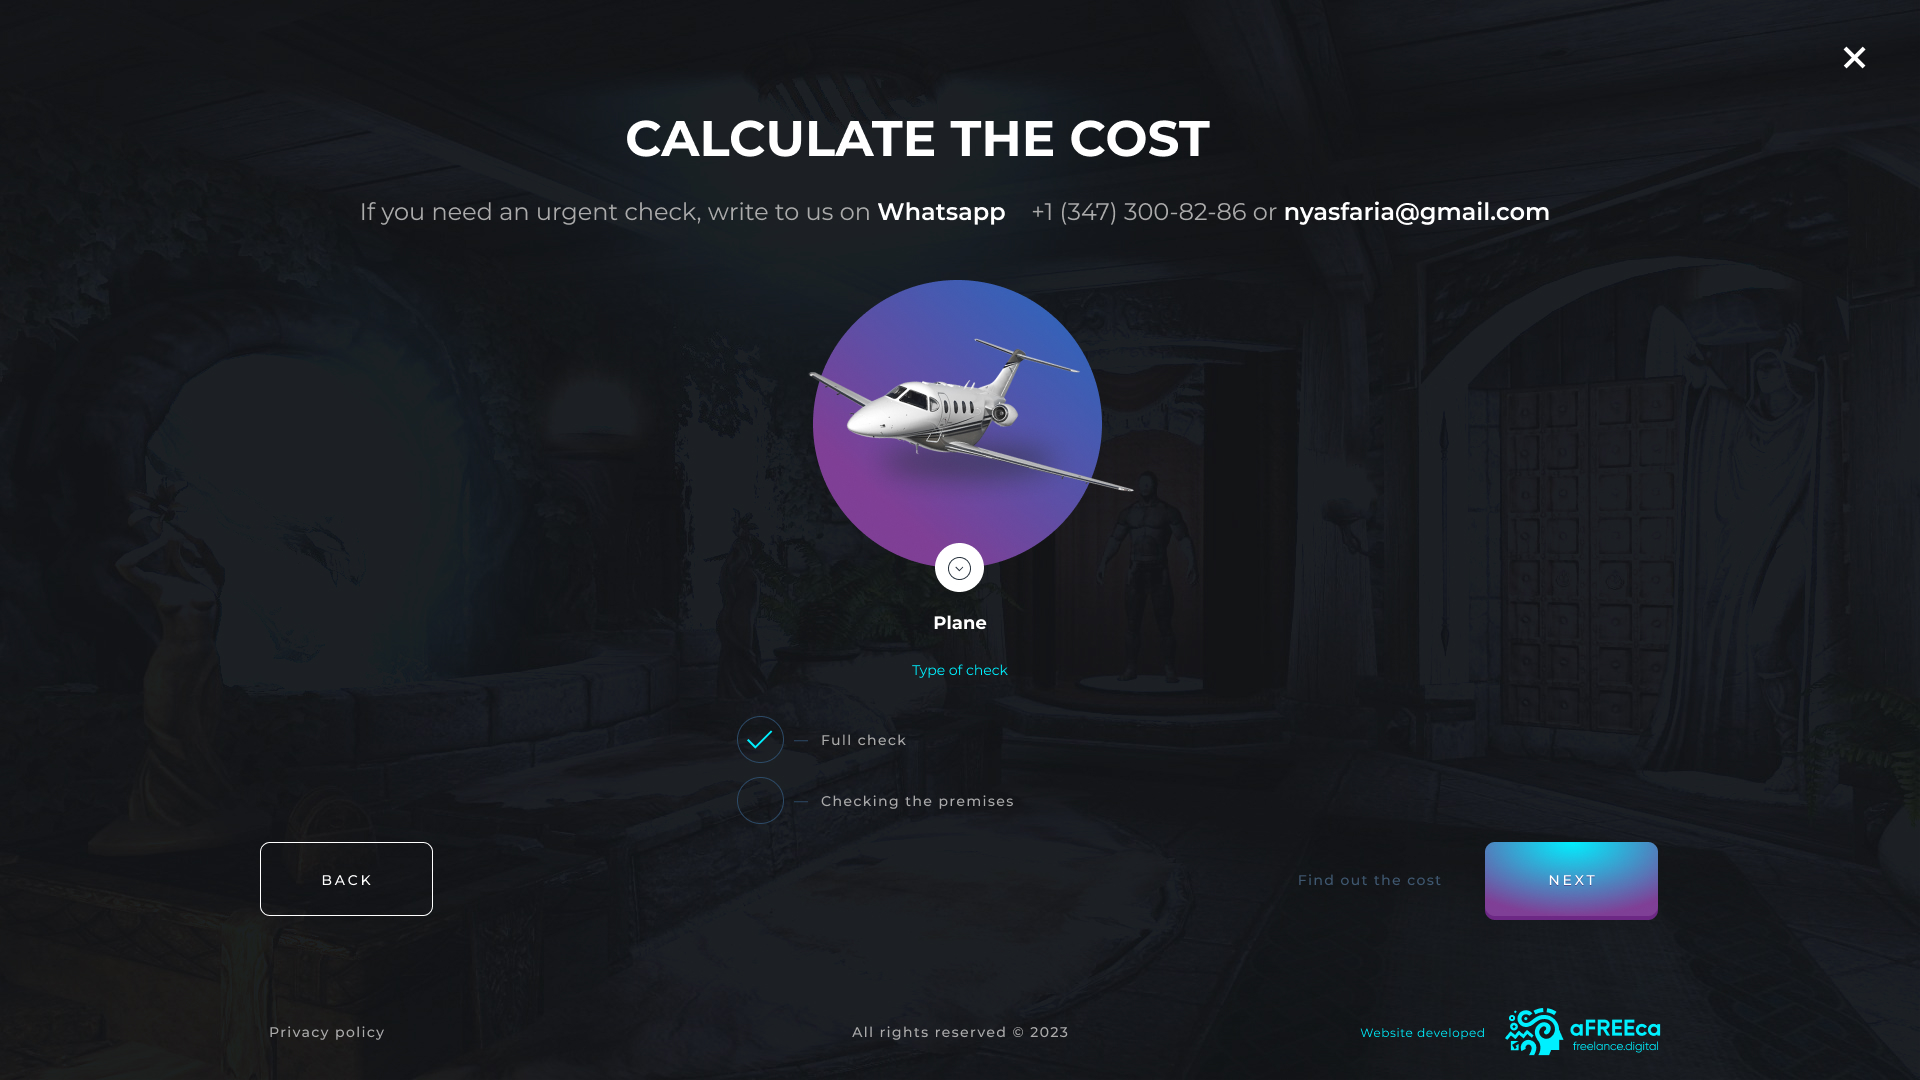 CALCULATE THE COST
If you need an urgent check, write to us on Whatsapp +1 (347) 300-82-86 or nyasfaria@gmail.com
Plane
Type of check
Full check
Checking the premises
BACK
Find out the cost
NEXT
Privacy policy
All rights reserved © 2023
Website developed
aFREEca
freelance.digital